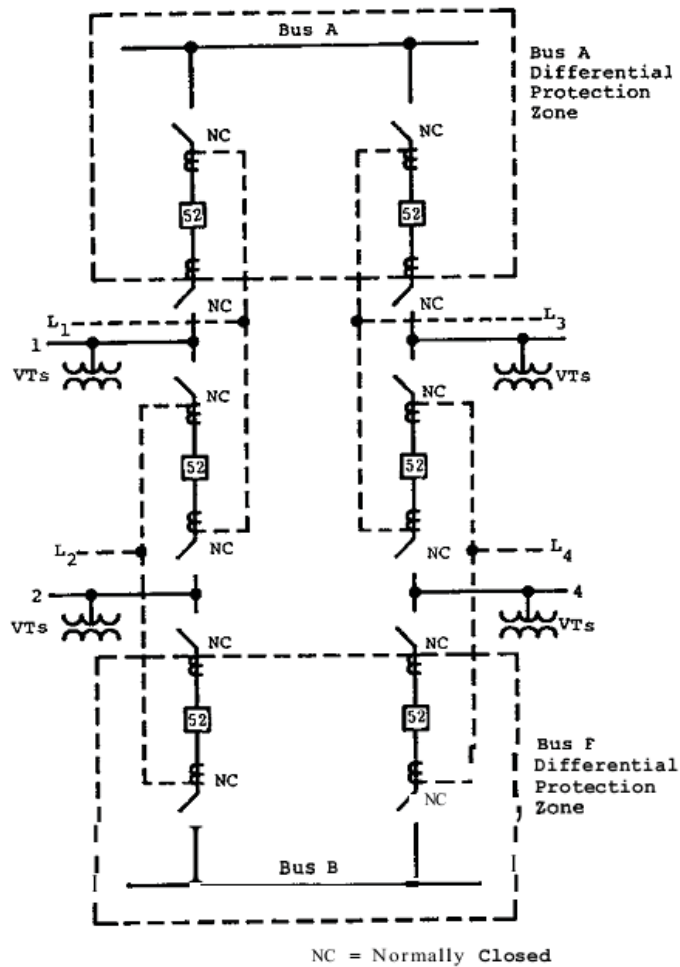 Bus A
Bus A
Differential
Protection
Zone
NC
NC
52
52
NC
NC
L1
L3
1
VTs
VTs
NC
NC
52
52
L2
NC
NC
L4
2
4
VTs
VTs
NC
NC
52
52
Bus F
Differential
Protection
Zone
NC
NC
Bus B
NC = Normally Closed